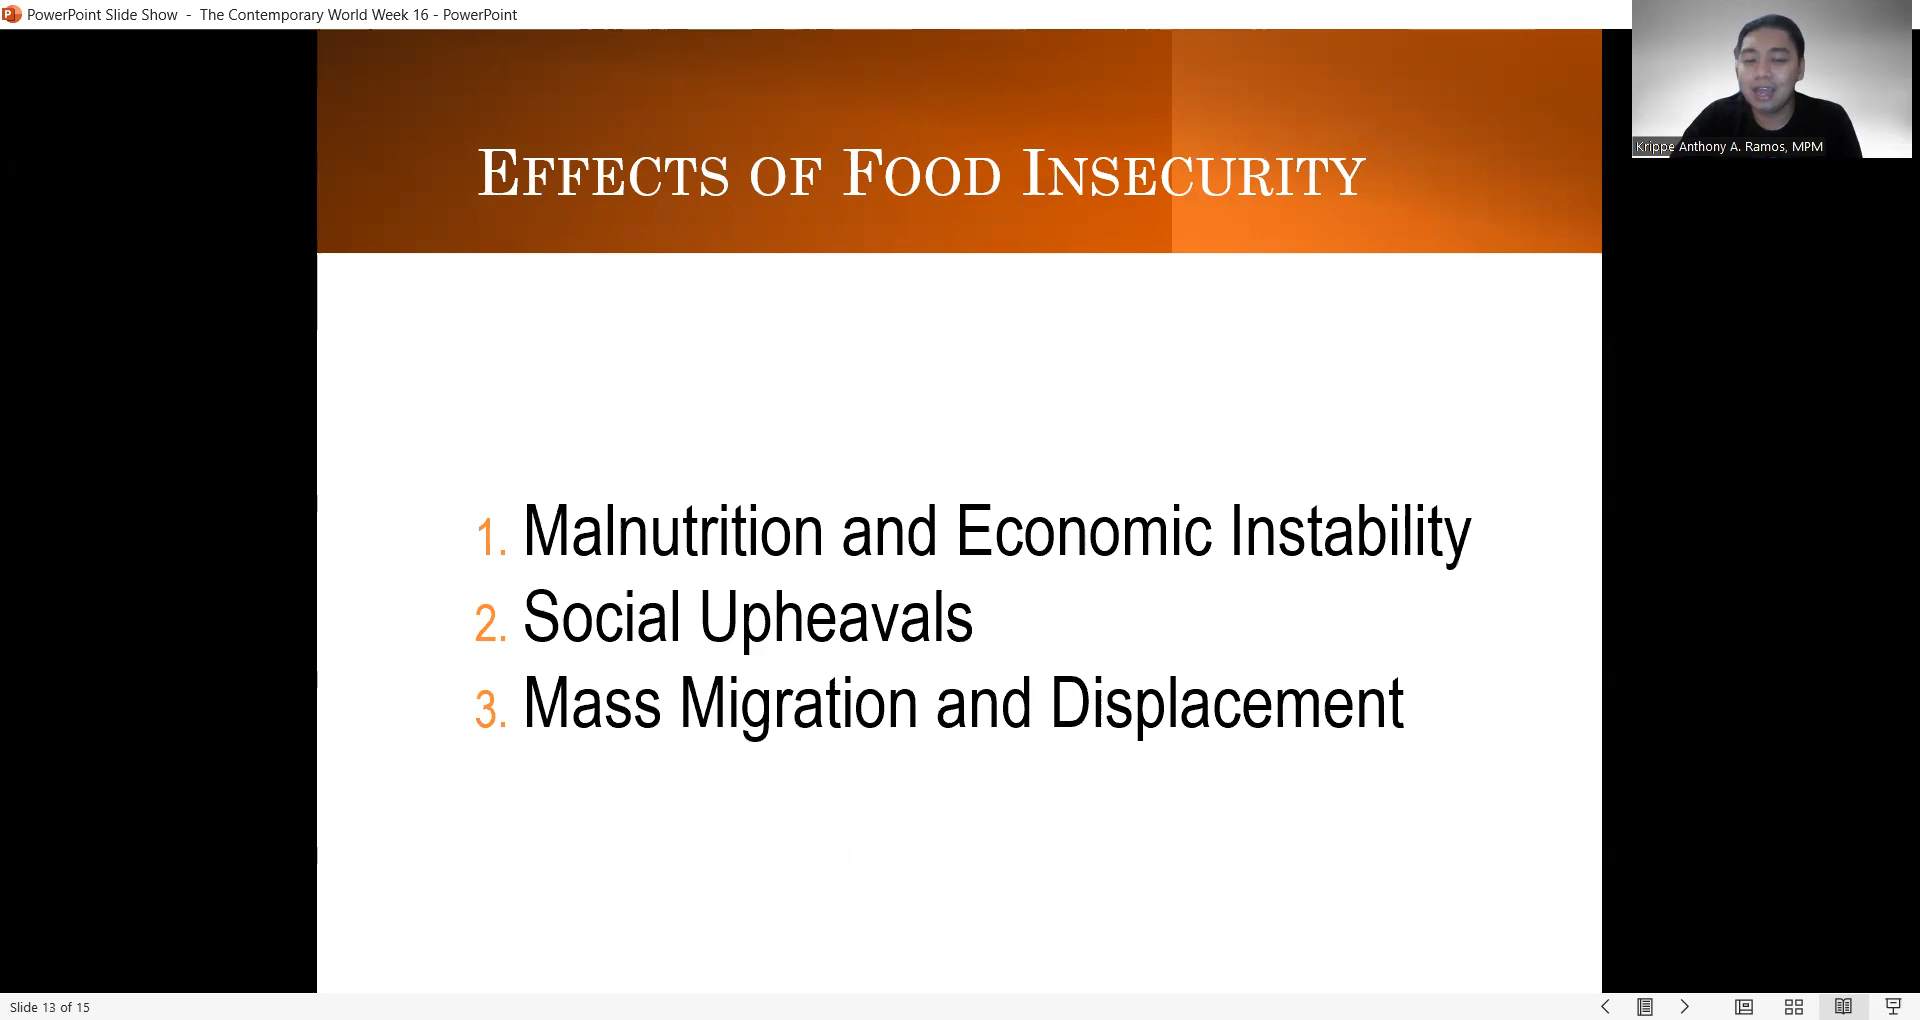 PowerPoint Slide Show - The Contemporary World Week 16 - PowerPoint
Krippe Anthony A. Ramos, MPM
EFFECTS OF FOOD INSECURITY
1. Malnutrition and Economic Instability
2. Social Upheavals
3. Mass Migration and Displacement
Slide 13 of 15